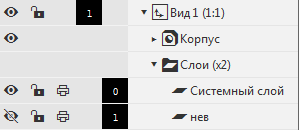 1 Вид 1 (1:1)
Корпус
Слои (x2)
0 Системный слой
1 нев